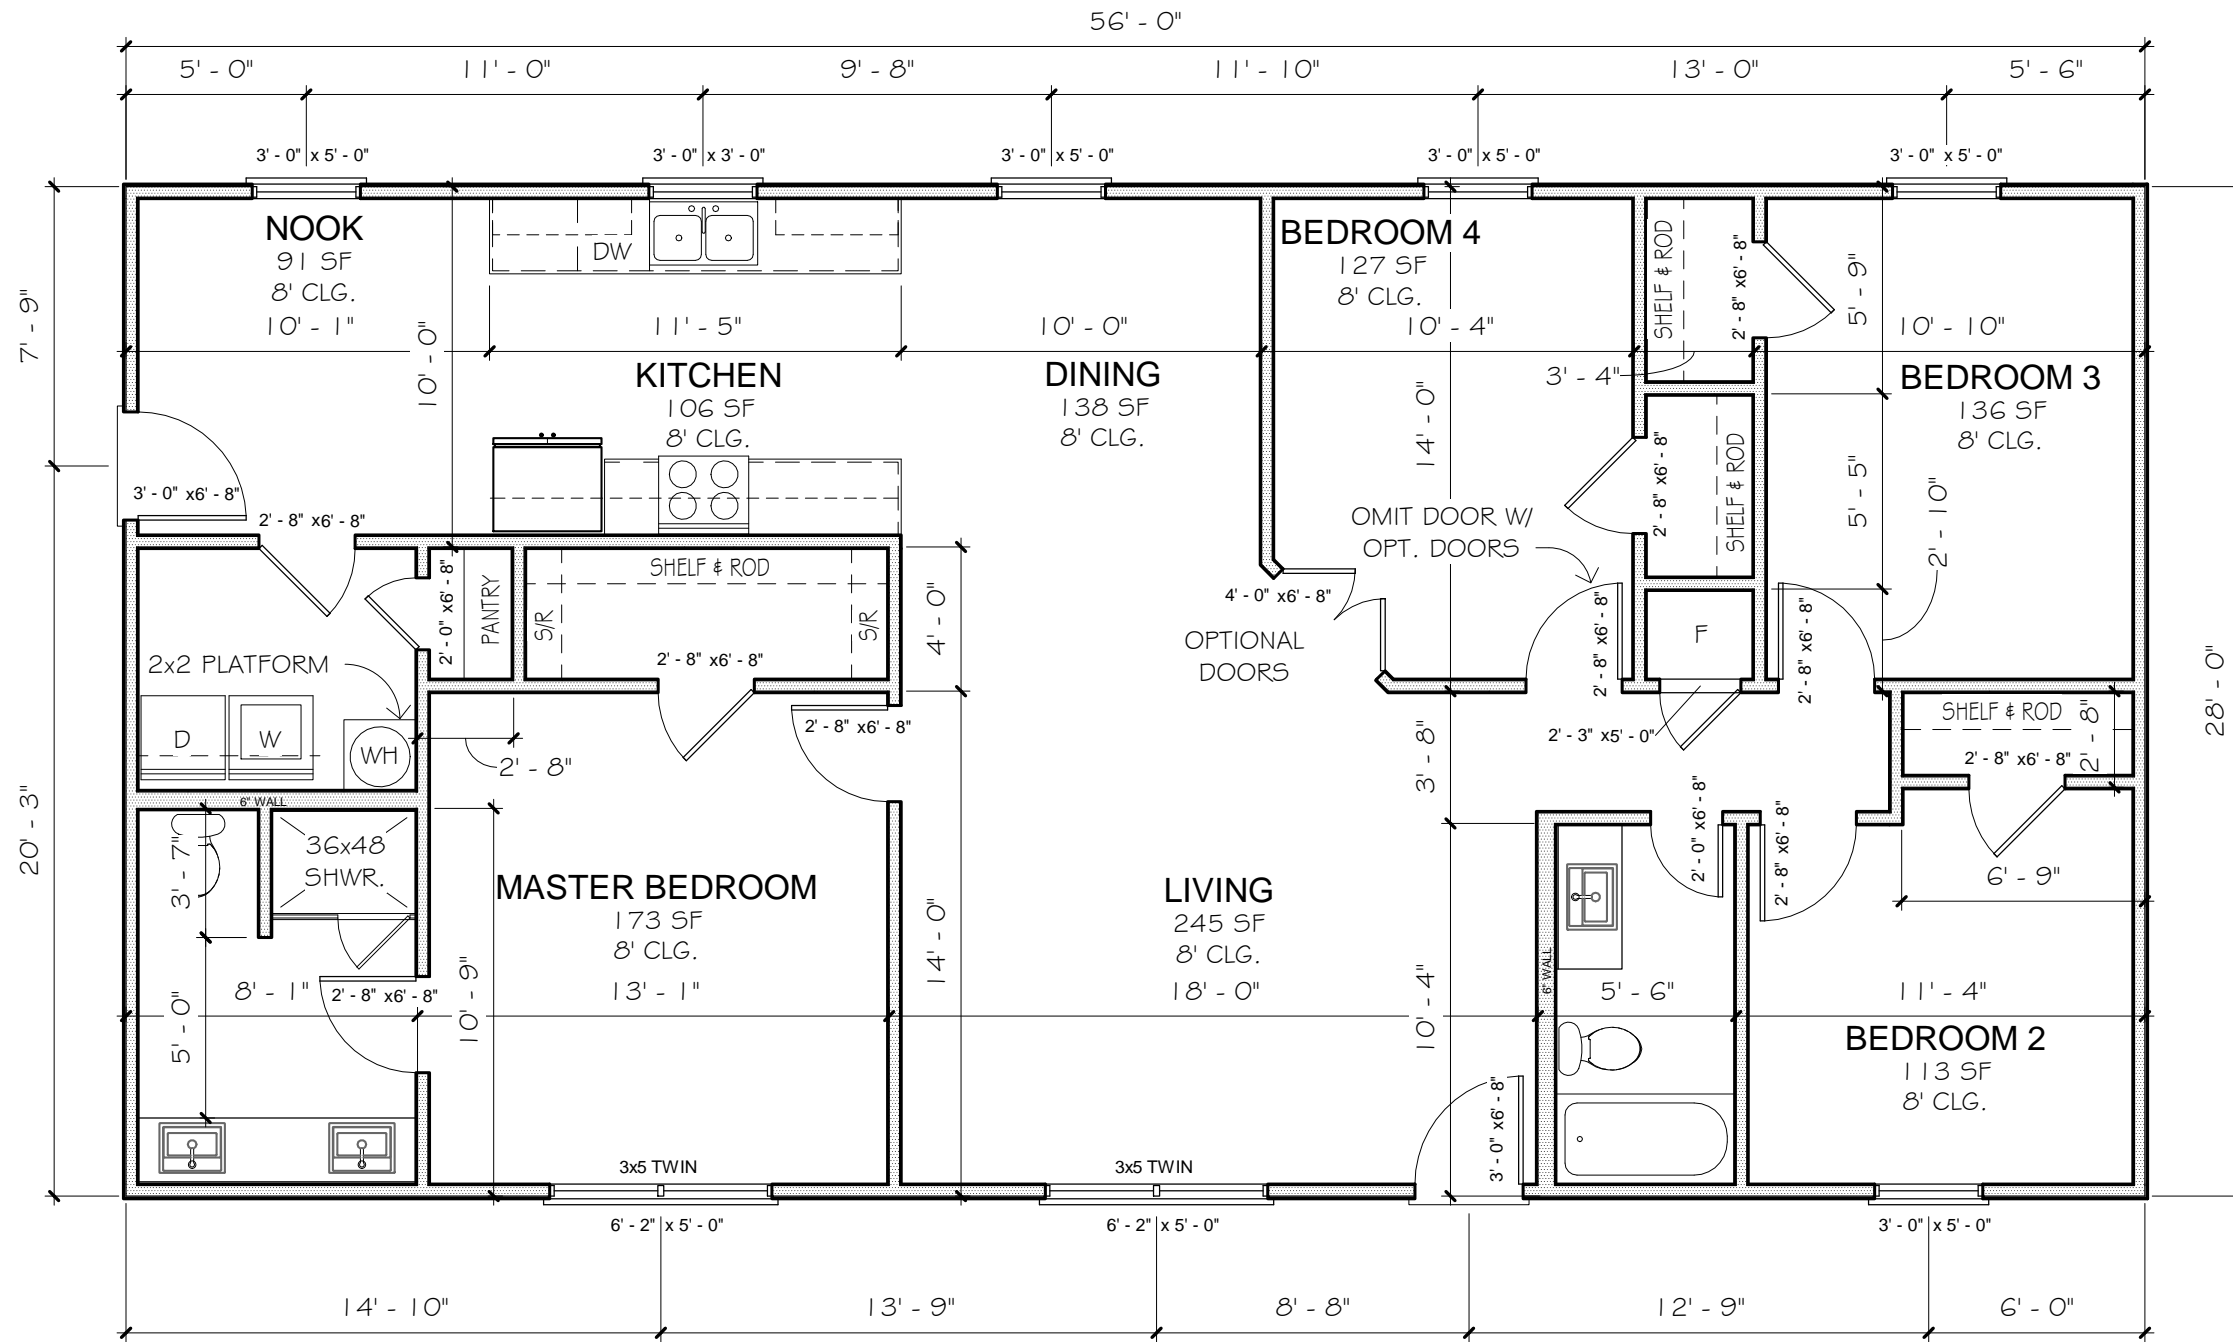 56' - 0"
5' - 0" 11' - 0" 9' - 8" 11' - 10" 13' - 0" 5' - 6"
3' - 0" x 5' - 0" 3' - 0" x 3' - 0" 3' - 0" x 5' - 0" 3' - 0" x 5' - 0" 3' - 0" x 5' - 0"
NOOK
91 SF
8' CLG.
10' - 1"
DW
11' - 5"
10' - 0"
10' - 0"
KITCHEN
106 SF
8' CLG.
DINING
138 SF
8' CLG.
BEDROOM 4
127 SF
8' CLG.
10' - 4"
14' - 0"
SHELF & ROD
2' - 8" x6' - 8"
3' - 4"
5' - 9"
10' - 10"
BEDROOM 3
136 SF
8' CLG.
7' - 9"
3' - 0" x6' - 8"
2' - 8" x6' - 8"
2' - 8" x6' - 8"
SHELF & ROD
5' - 5"
2' - 10"
OMIT DOOR W/
OPT. DOORS
4' - 0" x6' - 8"
OPTIONAL
DOORS
2' - 0" x6' - 8"
PANTRY
SHELF & ROD
S/R
S/R
2' - 8" x6' - 8"
4' - 0"
2' - 8" x6' - 8"
F
2' - 8" x6' - 8"
28' - 0"
2x2 PLATFORM
D
W
WH
2' - 8"
2' - 8" x6' - 8"
3' - 8"
2' - 3" x5' - 0"
SHELF & ROD
2' - 8" x6' - 8"
2' - 8"
20' - 3"
6" WALL
3' - 7"
36x48
SHWR.
MASTER BEDROOM
173 SF
8' CLG.
13' - 1"
LIVING
245 SF
8' CLG.
18' - 0"
14' - 0"
2' - 0" x6' - 8"
2' - 8" x6' - 8"
6' - 9"
8' - 1"
2' - 8" x6' - 8"
10' - 9"
5' - 0"
10' - 4"
6" WALL
5' - 6"
11' - 4"
BEDROOM 2
113 SF
8' CLG.
3' - 0" x6' - 8"
3x5 TWIN
3x5 TWIN
6' - 2" x 5' - 0" 6' - 2" x 5' - 0" 3' - 0" x 5' - 0"
14' - 10" 13' - 9" 8' - 8" 12' - 9" 6' - 0"